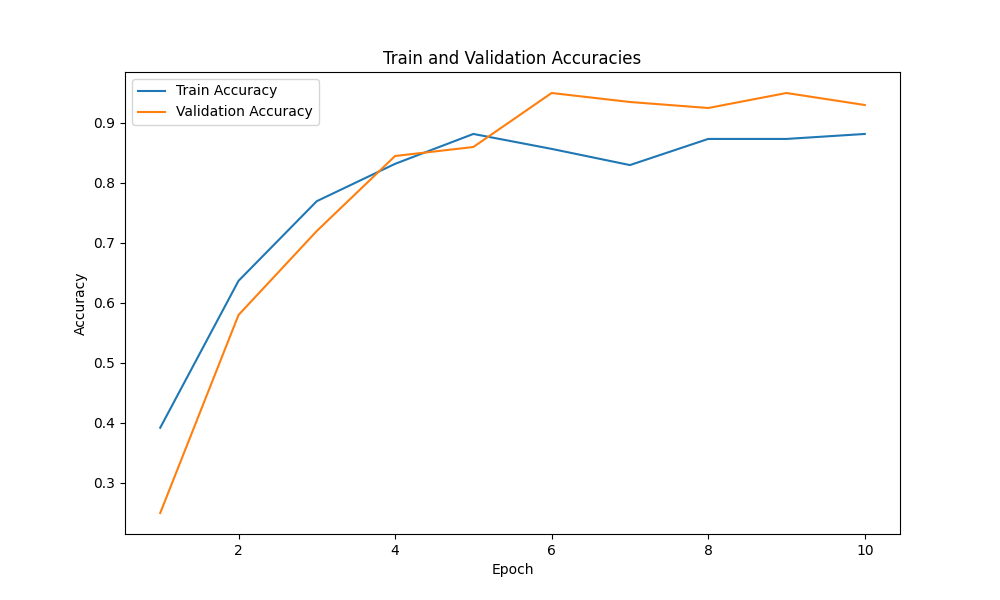 Train and Validation Accuracies
Train Accuracy
Validation Accuracy
Accuracy
0.9
0.8
0.7
0.6
0.5
0.4
0.3
2 4 6 8 10
Epoch